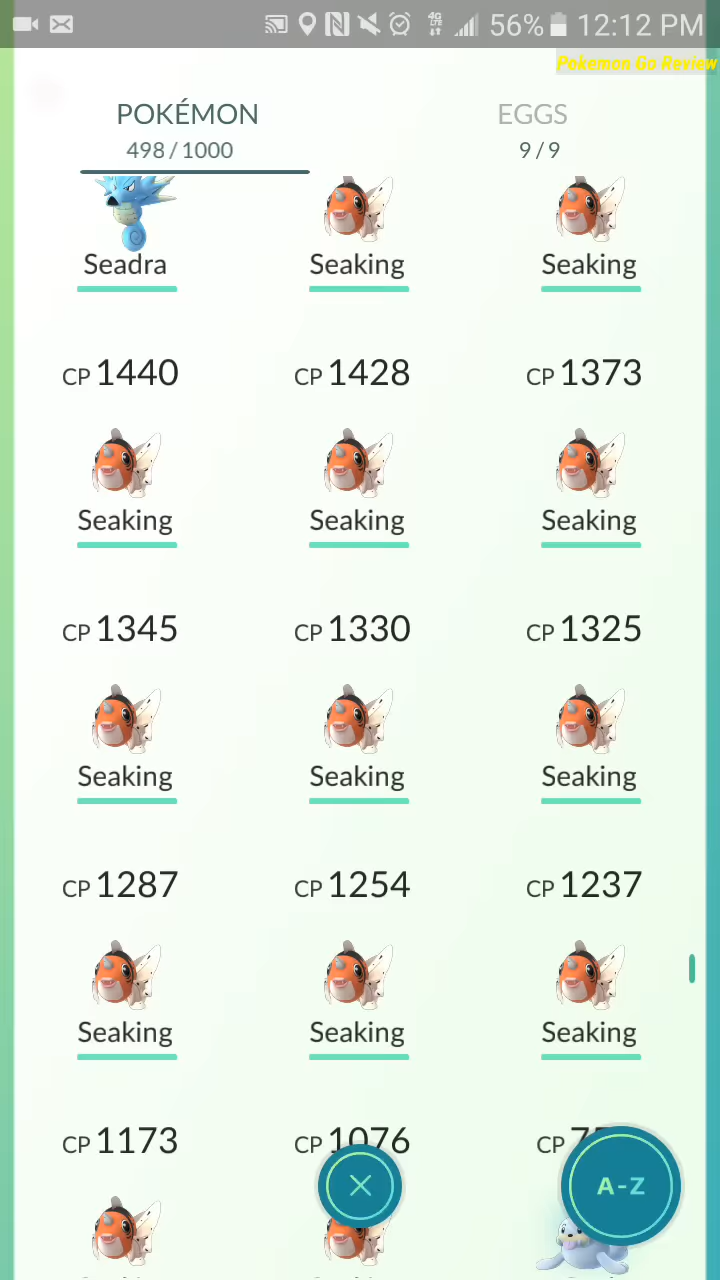 4G LTE 56% 12:12 PM
Pokemon Go Review
POKÉMON EGGS
498 / 1000 9 / 9
Seadra Seaking Seaking
CP 1440 CP 1428 CP 1373
Seaking Seaking Seaking
CP 1345 CP 1330 CP 1325
Seaking Seaking Seaking
CP 1287 CP 1254 CP 1237
Seaking Seaking Seaking
CP 1173 CP 1076 CP
A-Z